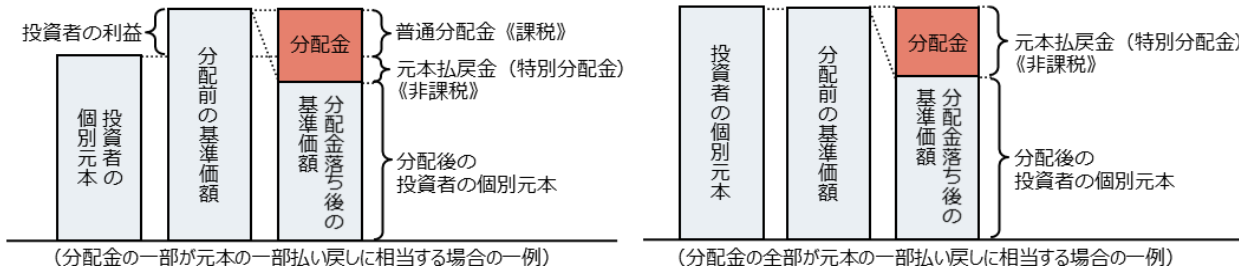 投資者の利益
投資者の
個別元本
分配前の基準価額
分配金
分配金落ち後の
基準価額
普通分配金《課税》
元本払戻金（特別分配金）
《非課税》
分配後の
投資者の個別元本
（分配金の一部が元本の一部払い戻しに相当する場合の一例）
投資者の個別元本
分配前の基準価額
分配金
分配金落ち後の
基準価額
元本払戻金（特別分配金）
《非課税》
分配後の
投資者の個別元本
（分配金の全部が元本の一部払い戻しに相当する場合の一例）